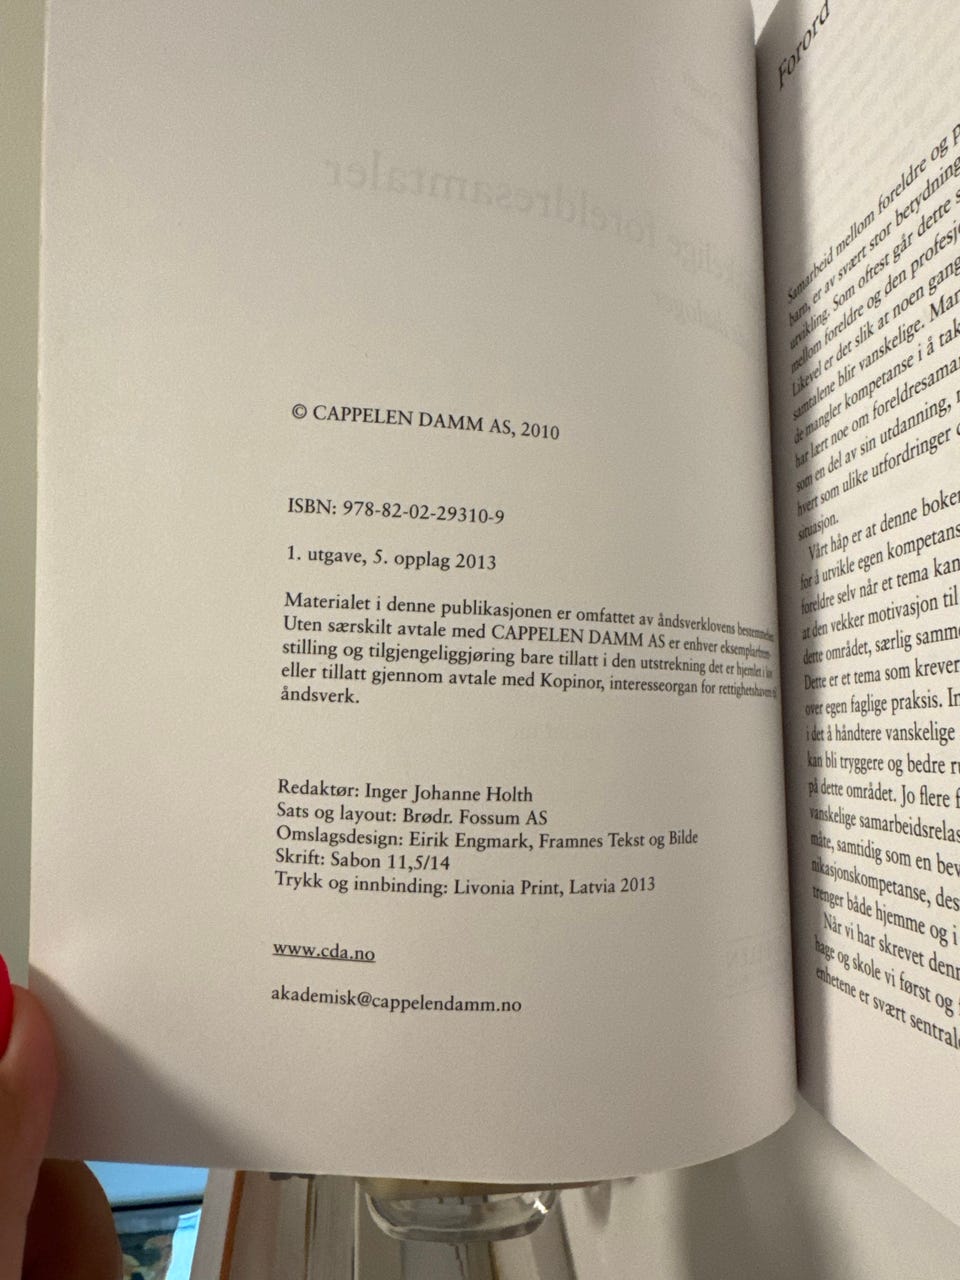 © CAPPELEN DAMM AS, 2010
ISBN: 978-82-02-29310-9
1. utgave, 5. opplag 2013
Materialet i denne publikasjonen er omfattet av åndsverklovens bestemmelser.
Uten særskilt avtale med CAPPELEN DAMM AS er enhver eksemplarfrem-
stilling og tilgjengeliggjøring bare tillatt i den utstrekning det er hjemlet i lov
eller tillatt gjennom avtale med Kopinor, interesseorgan for rettighetshavere til
åndsverk.
Redaktør: Inger Johanne Holth
Sats og layout: Brødr. Fossum AS
Omslagsdesign: Eirik Engmark, Framnes Tekst og Bilde
Skrift: Sabon 11,5/14
Trykk og innbinding: Livonia Print, Latvia 2013
www.cda.no
akademisk@cappelendamm.no
Forord
Samarbeid mellom foreldre og
barn, er av svært stor betydning
utvikling. Som oftest går dette
mellom foreldre og den
Likevel er det slik at noen
samtalene blir vanskelige.
de mangler kompetanse i å
har lært noe om
som en del av sin utdanning,
hvert som ulike utfordringer
situasjon.
Vårt håp er at denne
for å utvikle egen
foreldre selv når et tema kan
at den vekker motivasjon til
dette området, særlig
Dette er et tema som krever
over egen faglige praksis.
i det å håndtere vanskelige
kan bli tryggere og bedre
på dette området. Jo flere
vanskelige
måte, samtidig som en
nikasjonskompetanse,
trenger både hjemme og i
Når vi har skrevet
hage og skole vi først og
enhetene er svært